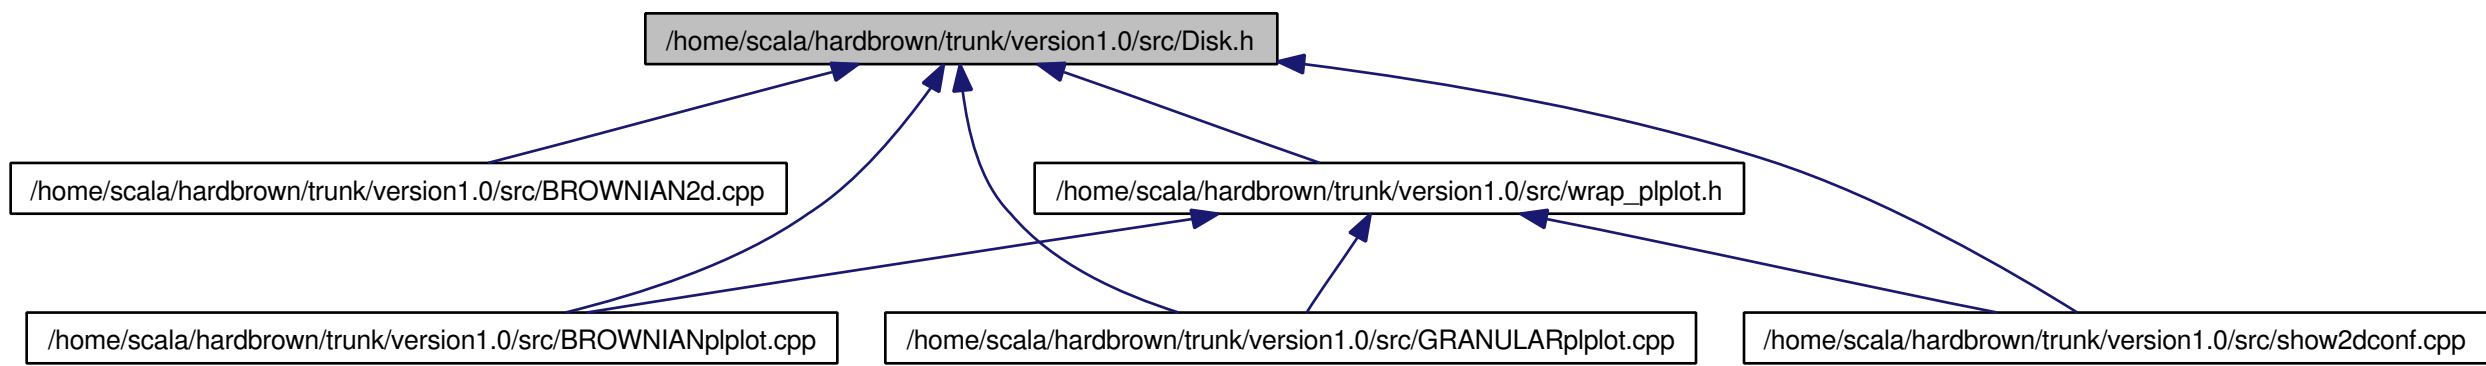 /home/scala/hardbrown/trunk/version1.0/src/Disk.h
/home/scala/hardbrown/trunk/version1.0/src/BROWNIAN2d.cpp
/home/scala/hardbrown/trunk/version1.0/src/wrap_plplot.h
/home/scala/hardbrown/trunk/version1.0/src/BROWNIANplplot.cpp
/home/scala/hardbrown/trunk/version1.0/src/GRANULARplplot.cpp
/home/scala/hardbrown/trunk/version1.0/src/show2dconf.cpp